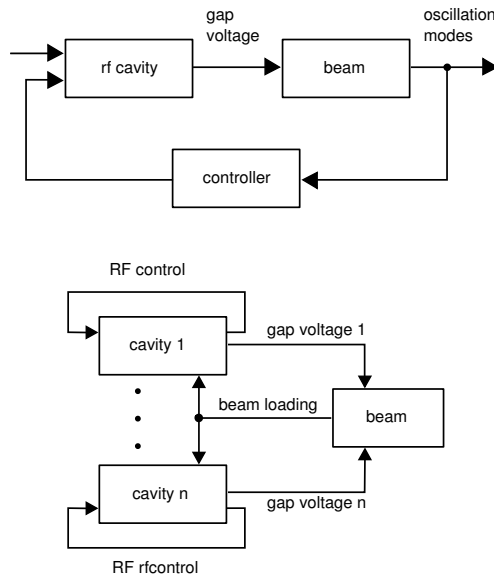 gap
voltage
oscillation
modes
rf cavity
beam
controller
RF control
cavity 1
gap voltage 1
beam loading
beam
cavity n
gap voltage n
RF rfcontrol